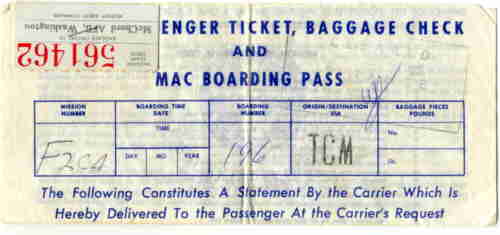 ENGER TICKET, BAGGAGE CHECK
AND
MAC BOARDING PASS
McChord AFB, Washington
561462
MISSION NUMBER
BOARDING TIME DATE
BOARDING NUMBER
ORIGIN/DESTINATION VIA
BAGGAGE PIECES POUNDS
TIME
No.
F2CA
DAY MO YEAR
196
TCM
The Following Constitutes A Statement By the Carrier Which Is
Hereby Delivered To the Passenger At the Carrier's Request